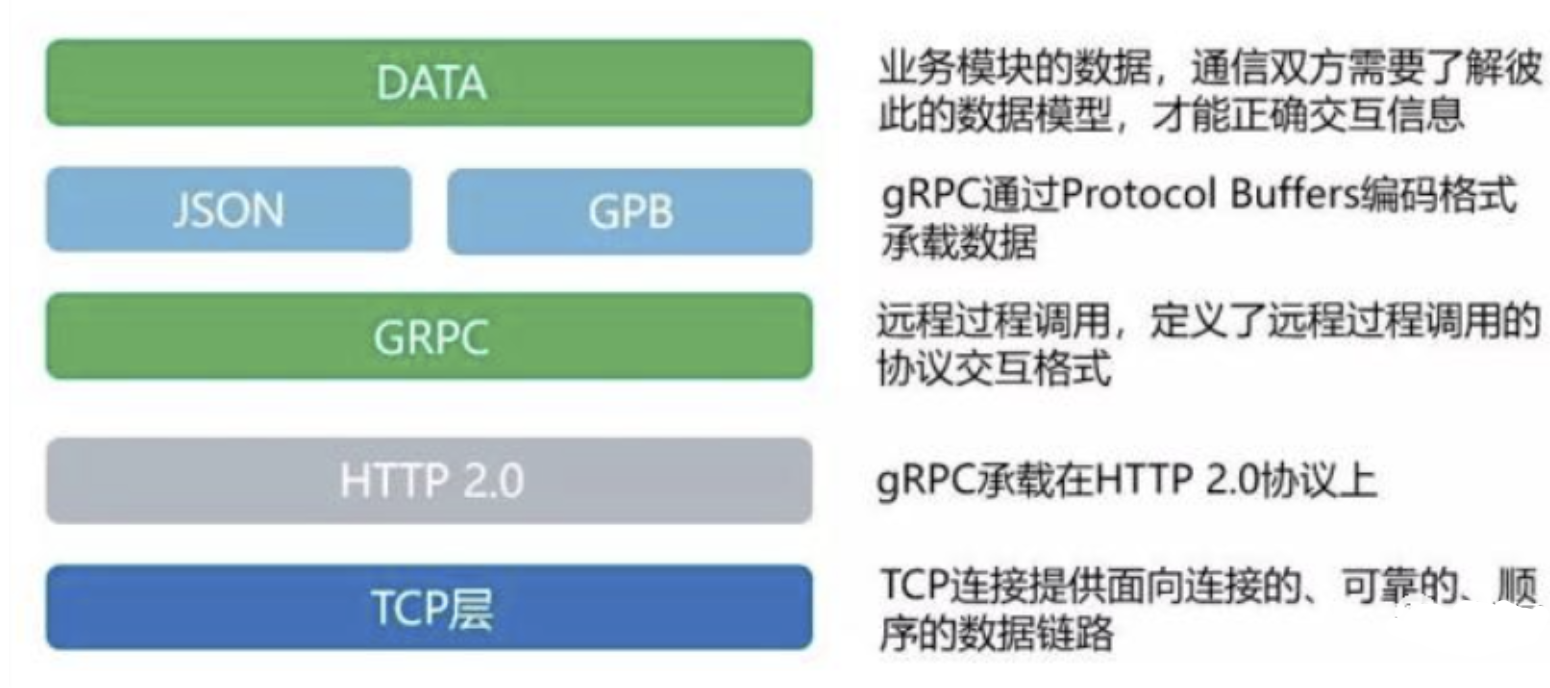 DATA
业务模块的数据，通信双方需要了解彼
此的数据模型，才能正确交互信息
JSON
GPB
gRPC通过Protocol Buffers编码格式
承载数据
GRPC
远程过程调用，定义了远程过程调用的
协议交互格式
HTTP 2.0
gRPC承载在HTTP 2.0协议上
TCP层
TCP连接提供面向连接的、可靠的、顺
序的数据链路